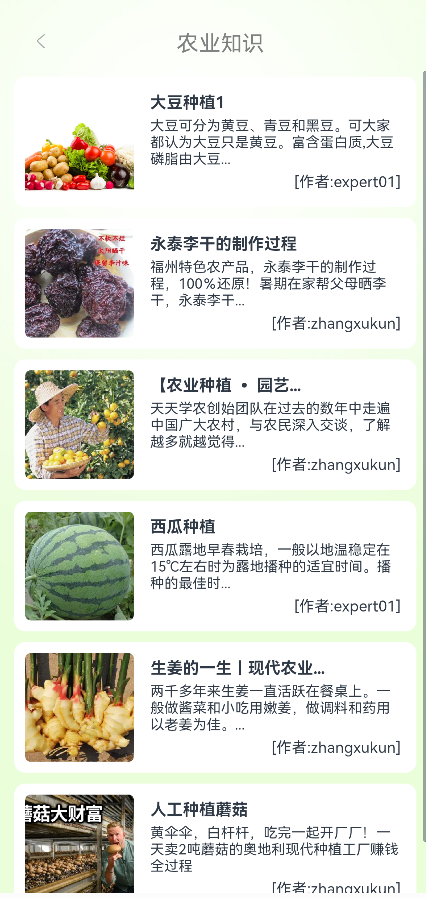 农业知识
大豆种植1
大豆可分为黄豆、青豆和黑豆。可大家
都认为大豆只是黄豆。富含蛋白质,大豆
磷脂由大豆...
[作者:expert01]
永泰李干的制作过程
福州特色农产品，永泰李干的制作过
程，100%还原！暑期在家帮父母晒李
干，永泰李干...
[作者:zhangxukun]
【农业种植 • 园艺...
天天学农创始团队在过去的数年中走遍
中国广大农村，与农民深入交谈，了解
越多就越觉得...
[作者:zhangxukun]
西瓜种植
西瓜露地早春栽培，一般以地温稳定在
15℃左右时为露地播种的适宜时间。播
种的最佳时...
[作者:expert01]
生姜的一生丨现代农业...
两千多年来生姜一直活跃在餐桌上。一
般做酱菜和小吃用嫩姜，做调料和药用
以老姜为佳。...
[作者:zhangxukun]
蘑菇大财富
人工种植蘑菇
黄伞伞，白杆杆，吃完一起开厂厂！一
天卖2吨蘑菇的奥地利现代种植工厂赚钱
全过程
[作者:zhangxukun]